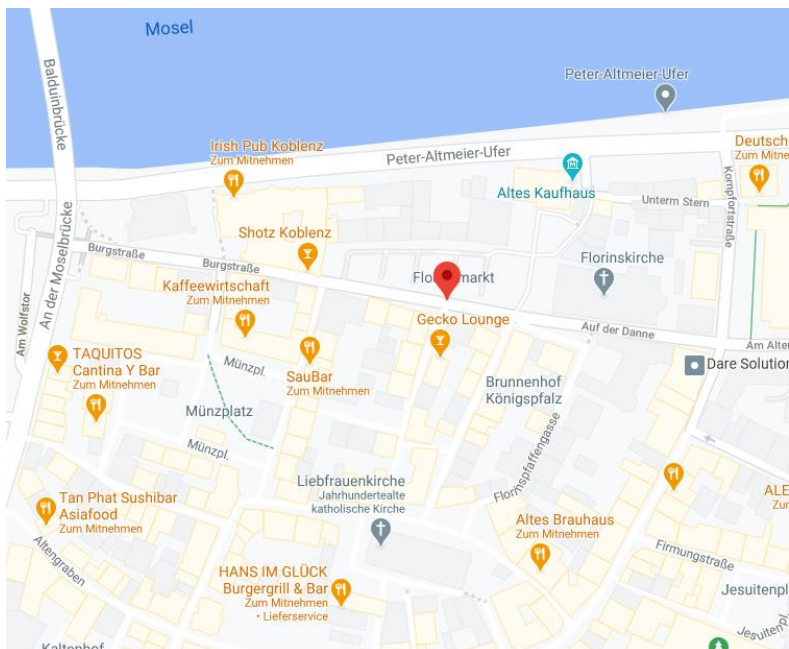 Mosel
Balduinbrücke
Peter-Altmeier-Ufer
Irish Pub Koblenz
Zum Mitnehmen
Peter-Altmeier-Ufer
Deutsch
Zum Mitne
Altes Kaufhaus
Unterm Stern
Kornpfortstraße
An der Moselbrücke
Shotz Koblenz
Burgstraße
Burgstraße
Florinskirche
Kaffeewirtschaft
Zum Mitnehmen
Flo
markt
Gecko Lounge
Auf der Danne
Am Alten
Am Wolfstor
TAQUITOS
Cantina Y Bar
Zum Mitnehmen
Münzpl.
SauBar
Zum Mitnehmen
Dare Solution
Brunnenhof
Königspfalz
Münzplatz
Münzpl.
Florinspfaffengasse
Liebfrauenkirche
Jahrhundertealte
katholische Kirche
Tan Phat Sushibar
Asiafood
Zum Mitnehmen
ALE
Zu
Altes Brauhaus
Zum Mitnehmen
Altengraben
Firmungstraße
HANS IM GLÜCK
Burgergrill & Bar
Zum Mitnehmen
• Lieferservice
Jesuitenpl
Jesuitenpl.
Kaltenhof